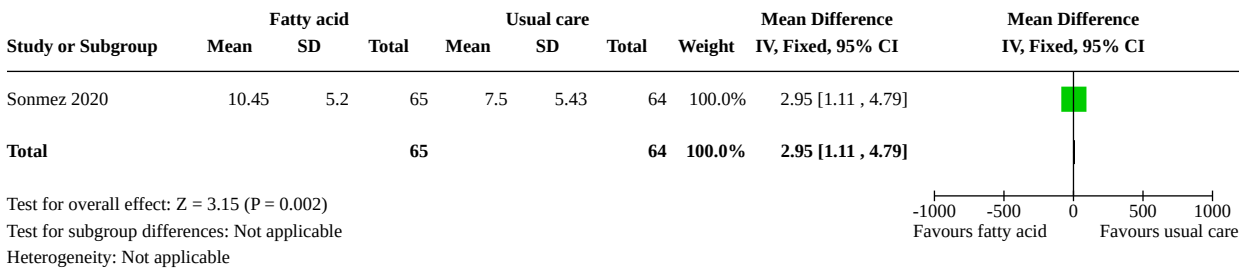 Fatty acid Usual care Mean Difference Mean Difference
Study or Subgroup Mean SD Total Mean SD Total Weight IV, Fixed, 95% CI IV, Fixed, 95% CI
Sonmez 2020 10.45 5.2 65 7.5 5.43 64 100.0% 2.95 [1.11 , 4.79]
Total 65 64 100.0% 2.95 [1.11 , 4.79]
Test for overall effect: Z = 3.15 (P = 0.002)
Test for subgroup differences: Not applicable
Heterogeneity: Not applicable
-1000 -500 0 500 1000
Favours fatty acid Favours usual care